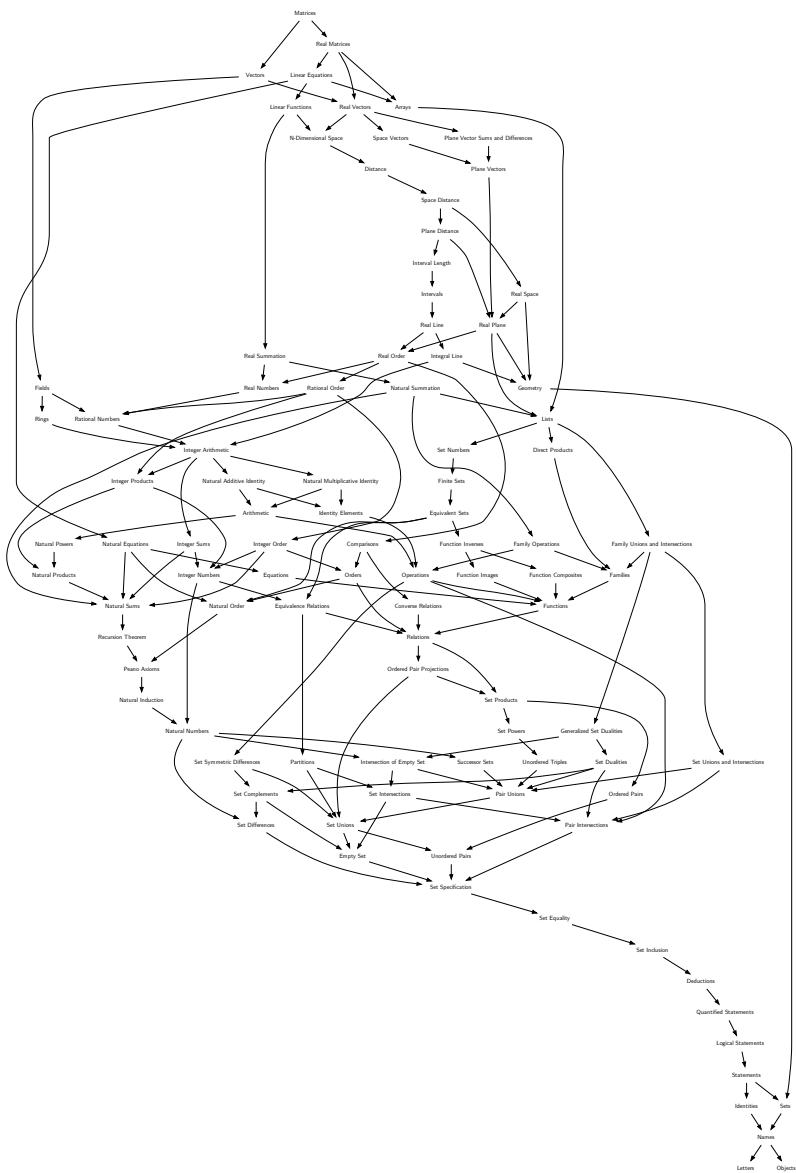 Matrices
Real Matrices
Vectors
Linear Equations
Linear Functions
Real Vectors
Arrays
N-Dimensional Space
Space Vectors
Plane Vector Sums and Differences
Distance
Plane Vectors
Space Distance
Plane Distance
Interval Length
Intervals
Real Space
Real Line
Real Plane
Real Summation
Real Order
Integral Line
Fields
Real Numbers
Rational Order
Natural Summation
Geometry
Rings
Rational Numbers
Lists
Integer Arithmetic
Set Numbers
Direct Products
Integer Products
Natural Additive Identity
Natural Multiplicative Identity
Finite Sets
Arithmetic
Identity Elements
Equivalent Sets
Natural Powers
Natural Equations
Integer Sums
Integer Order
Comparisons
Function Inverses
Family Operations
Family Unions and Intersections
Natural Products
Integer Numbers
Equations
Orders
Operations
Function Images
Function Composites
Families
Natural Sums
Natural Order
Equivalence Relations
Converse Relations
Functions
Recursion Theorem
Relations
Peano Axioms
Ordered Pair Projections
Natural Induction
Set Products
Natural Numbers
Set Powers
Generalized Set Dualities
Set Symmetric Differences
Partitions
Intersection of Empty Set
Successor Sets
Unordered Triples
Set Dualities
Set Unions and Intersections
Set Complements
Set Intersections
Pair Unions
Ordered Pairs
Set Differences
Set Unions
Pair Intersections
Empty Set
Unordered Pairs
Set Specification
Set Equality
Set Inclusion
Deductions
Quantified Statements
Logical Statements
Statements
Identities
Sets
Names
Letters
Objects